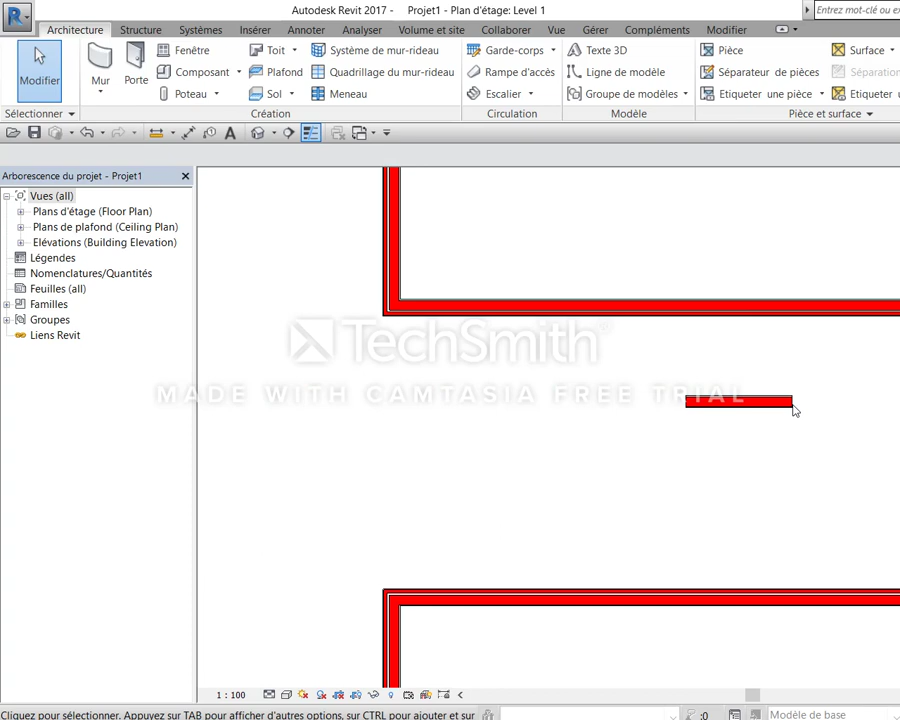 Autodesk Revit 2017 - Projet1 - Plan d'étage: Level 1
Entrez mot-clé ou ex
Architecture Structure Systèmes Insérer Annoter Analyser Volume et site Collaborer Vue Gérer Compléments Modifier
Modifier
Mur
Porte
Fenêtre
Composant
Poteau
Toit
Plafond
Sol
Système de mur-rideau
Quadrillage du mur-rideau
Meneau
Garde-corps
Rampe d'accès
Escalier
Texte 3D
Ligne de modèle
Groupe de modèles
Pièce
Séparateur de pièces
Etiqueter une pièce
Surface
Séparation
Etiqueter
Sélectionner Création Circulation Modèle Pièce et surface
Arborescence du projet - Projet1
Vues (all)
Plans d'étage (Floor Plan)
Plans de plafond (Ceiling Plan)
Elévations (Building Elevation)
Légendes
Nomenclatures/Quantités
Feuilles (all)
Familles
Groupes
Liens Revit
TechSmith
MADE WITH CAMTASIA FREE TRIAL
1 : 100
Cliquez pour sélectionner. Appuyez sur TAB pour afficher d'autres options, sur CTRL pour ajouter et sur
:0
Modèle de base